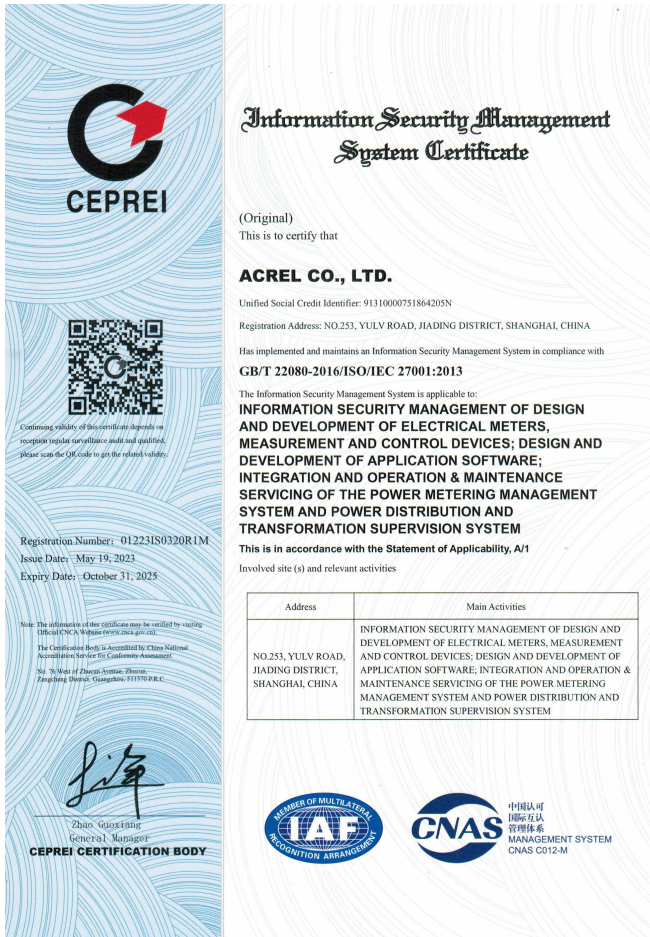 CEPREI
Continuing validity of this certificate depends on
reception regular surveillance audit and qualified,
please scan the QR code to get the related validity.
Registration Number: 01223IS0320R1M
Issue Date: May 19, 2023
Expiry Date: October 31, 2025
Note: The information of this certificate may be verified by visiting
Official CNCA Website (www.cnca.gov.cn).
The Certification Body is Accredited by China National
Accreditation Service for Conformity Assessment.
No. 76 West of Zhucun Avenue, Zhucun,
Zengcheng District, Guangzhou, 511370 P.R.C
Zhao Guoxiang
General Manager
CEPREI CERTIFICATION BODY
Information Security Management
System Certificate
(Original)
This is to certify that
ACREL CO., LTD.
Unified Social Credit Identifier: 91310000751864205N
Registration Address: NO.253, YULV ROAD, JIADING DISTRICT, SHANGHAI, CHINA
Has implemented and maintains an Information Security Management System in compliance with
GB/T 22080-2016/ISO/IEC 27001:2013
The Information Security Management System is applicable to:
INFORMATION SECURITY MANAGEMENT OF DESIGN
AND DEVELOPMENT OF ELECTRICAL METERS,
MEASUREMENT AND CONTROL DEVICES; DESIGN AND
DEVELOPMENT OF APPLICATION SOFTWARE;
INTEGRATION AND OPERATION & MAINTENANCE
SERVICING OF THE POWER METERING MANAGEMENT
SYSTEM AND POWER DISTRIBUTION AND
TRANSFORMATION SUPERVISION SYSTEM
This is in accordance with the Statement of Applicability, A/1
Involved site (s) and relevant activities
Address
Main Activities
NO.253, YULV ROAD,
JIADING DISTRICT,
SHANGHAI, CHINA
INFORMATION SECURITY MANAGEMENT OF DESIGN AND
DEVELOPMENT OF ELECTRICAL METERS, MEASUREMENT
AND CONTROL DEVICES; DESIGN AND DEVELOPMENT OF
APPLICATION SOFTWARE; INTEGRATION AND OPERATION &
MAINTENANCE SERVICING OF THE POWER METERING
MANAGEMENT SYSTEM AND POWER DISTRIBUTION AND
TRANSFORMATION SUPERVISION SYSTEM
MEMBER OF MULTILATERAL
IAF
RECOGNITION ARRANGEMENT
CNAS
中国认可
国际互认
管理体系
MANAGEMENT SYSTEM
CNAS C012-M